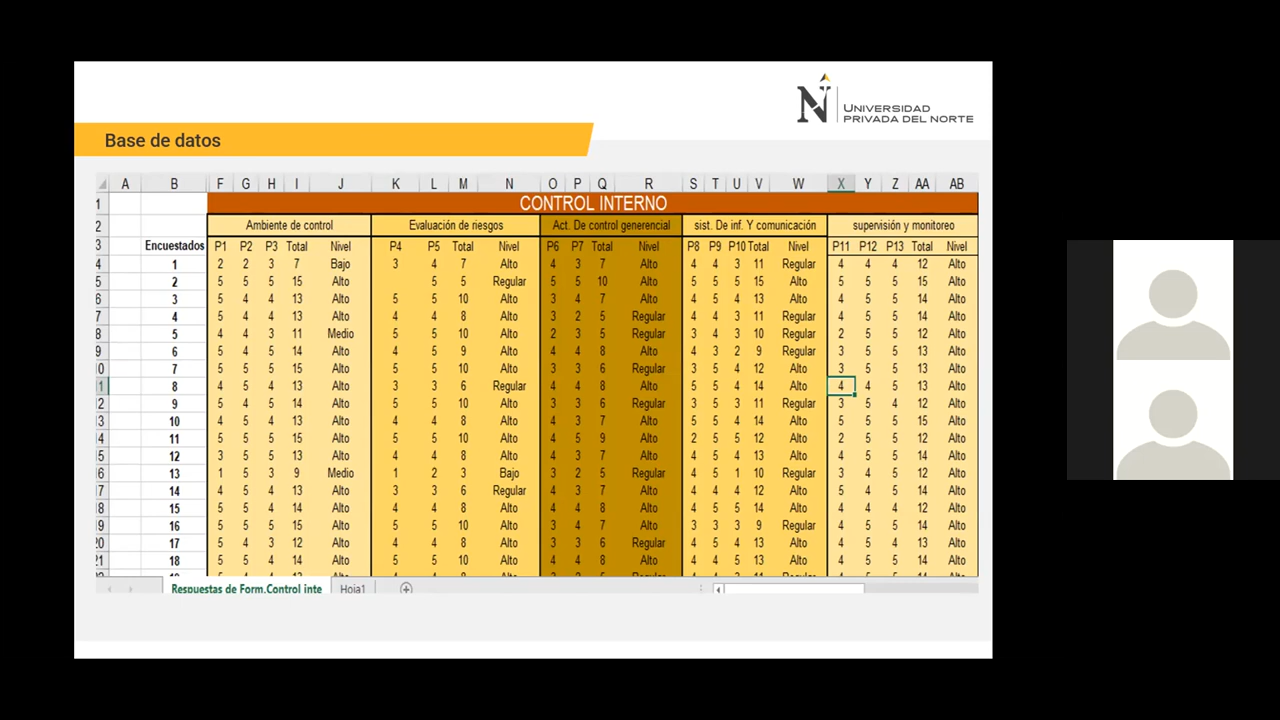 UNIVERSIDAD
PRIVADA DEL NORTE
Base de datos
A B F G H I J K L M N O P Q R S T U V W X Y Z AA AB
1 CONTROL INTERNO
2 Ambiente de control Evaluación de riesgos Act. De control generencial sist. De inf. Y comunicación supervisión y monitoreo
3 Encuestados P1 P2 P3 Total Nivel P4 P5 Total Nivel P6 P7 Total Nivel P8 P9 P10 Total Nivel P11 P12 P13 Total Nivel
4 1 2 2 3 7 Bajo 3 4 7 Alto 4 3 7 Alto 4 4 3 11 Regular 4 4 4 12 Alto
5 2 5 5 5 15 Alto 5 5 Regular 5 5 10 Alto 5 5 5 15 Alto 5 5 5 15 Alto
6 3 5 4 4 13 Alto 5 5 10 Alto 3 4 7 Alto 4 5 4 13 Alto 4 5 5 14 Alto
7 4 5 4 4 13 Alto 4 4 8 Alto 3 2 5 Regular 4 4 3 11 Regular 4 5 5 14 Alto
8 5 4 4 3 11 Medio 5 5 10 Alto 2 3 5 Regular 3 4 3 10 Regular 2 5 5 12 Alto
9 6 5 4 5 14 Alto 4 5 9 Alto 4 4 8 Alto 4 3 2 9 Regular 3 5 5 13 Alto
0 7 5 5 5 15 Alto 5 5 10 Alto 3 3 6 Regular 3 5 4 12 Alto 3 5 5 13 Alto
1 8 4 5 4 13 Alto 3 3 6 Regular 4 4 8 Alto 5 5 4 14 Alto 4 4 5 13 Alto
2 9 5 4 5 14 Alto 5 5 10 Alto 3 3 6 Regular 3 5 3 11 Regular 3 5 4 12 Alto
3 10 4 5 4 13 Alto 4 4 8 Alto 4 3 7 Alto 5 5 4 14 Alto 5 5 5 15 Alto
4 11 5 5 5 15 Alto 5 5 10 Alto 4 5 9 Alto 2 5 5 12 Alto 2 5 5 12 Alto
5 12 3 5 5 13 Alto 4 4 8 Alto 4 3 7 Alto 4 5 4 13 Alto 4 5 5 14 Alto
6 13 1 5 3 9 Medio 1 2 3 Bajo 3 2 5 Regular 4 5 1 10 Regular 3 4 5 12 Alto
7 14 4 5 4 13 Alto 3 3 6 Regular 4 3 7 Alto 4 4 4 12 Alto 5 4 5 14 Alto
8 15 5 5 4 14 Alto 4 4 8 Alto 4 4 8 Alto 4 5 5 14 Alto 4 5 5 14 Alto
9 16 5 5 5 15 Alto 5 5 10 Alto 3 4 7 Alto 3 3 3 9 Regular 4 5 5 14 Alto
20 17 5 4 3 12 Alto 5 5 10 Alto 3 3 6 Regular 4 5 4 13 Alto 4 4 5 13 Alto
21 18 5 5 4 14 Alto 5 5 10 Alto 4 4 8 Alto 4 4 5 13 Alto 4 5 5 14 Alto
Respuestas de Form.Control inte Hoja1